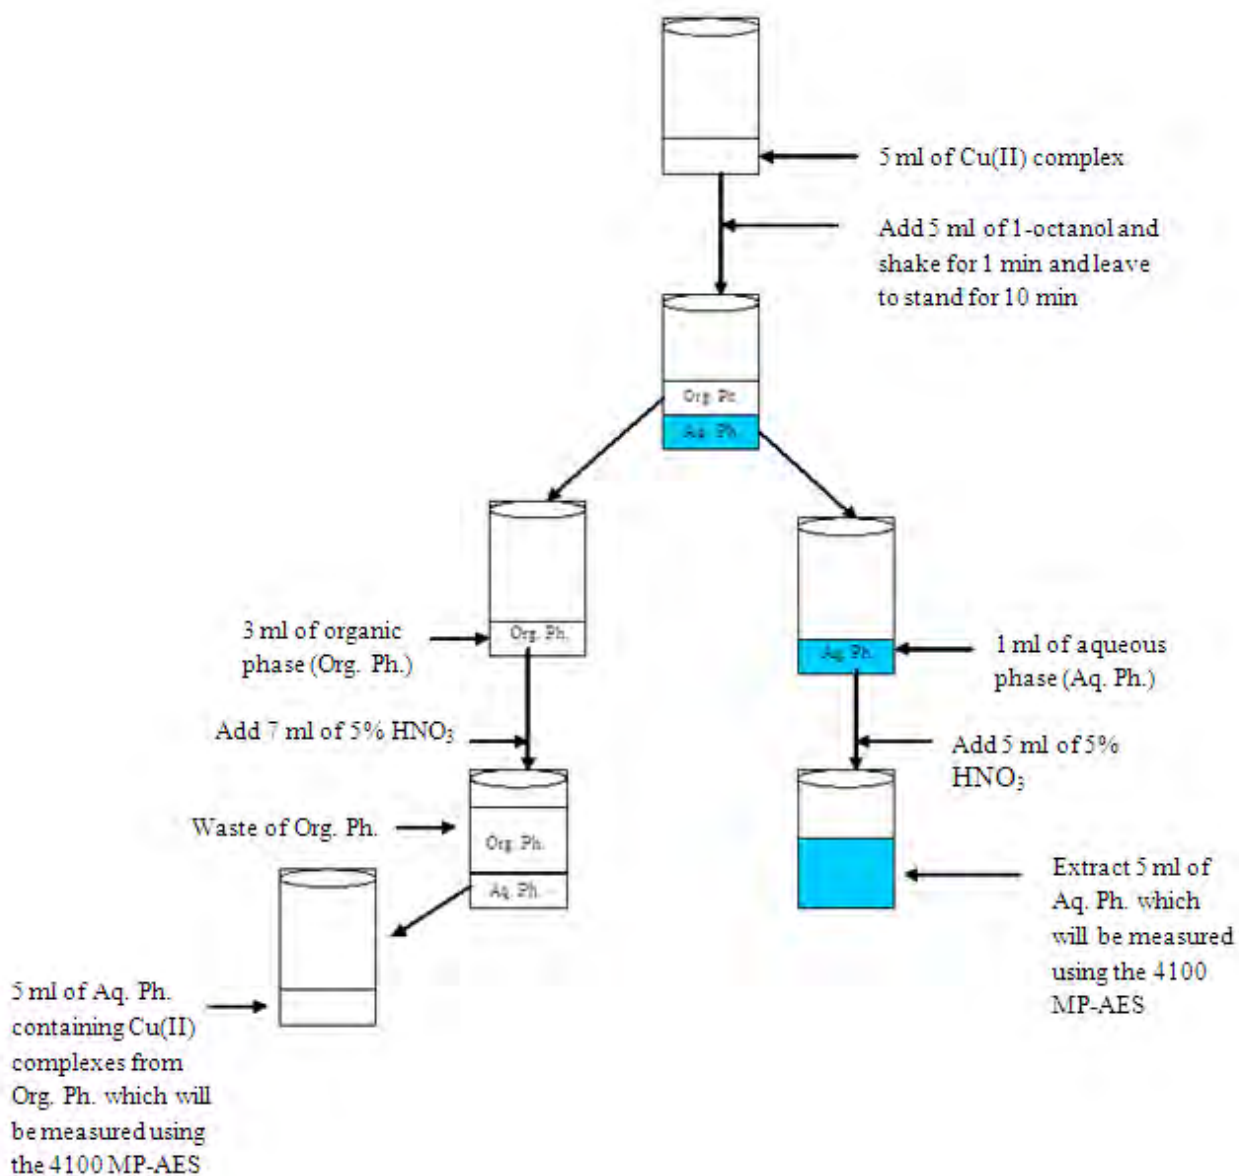 5 ml of Cu(II) complex
Add 5 ml of 1-octanol and
shake for 1 min and leave
to stand for 10 min
Org. Ph.
Aq. Ph.
Org. Ph.
3 ml of organic
phase (Org. Ph.)
Aq. Ph.
1 ml of aqueous
phase (Aq. Ph.)
Add 7 ml of 5% HNO₃
Add 5 ml of 5%
HNO₃
Waste of Org. Ph.
Org. Ph.
Aq. Ph.
Extract 5 ml of
Aq. Ph. which
will be measured
using the 4100
MP-AES
5 ml of Aq. Ph.
containing Cu(II)
complexes from
Org. Ph. which will
be measured using
the 4100 MP-AES